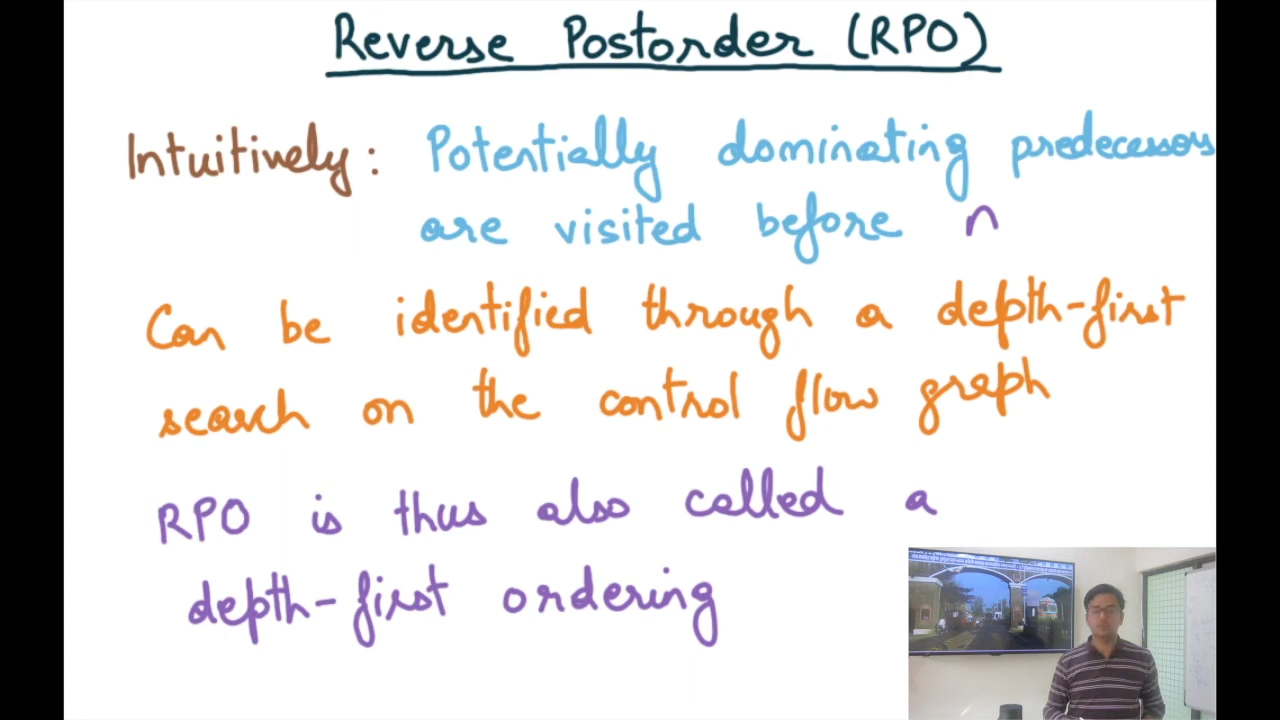 Reverse Postorder (RPO)
Intuitively: Potentially dominating predecessors
are visited before n
Can be identified through a depth-first
search on the control flow graph
RPO is thus also called a
depth-first ordering